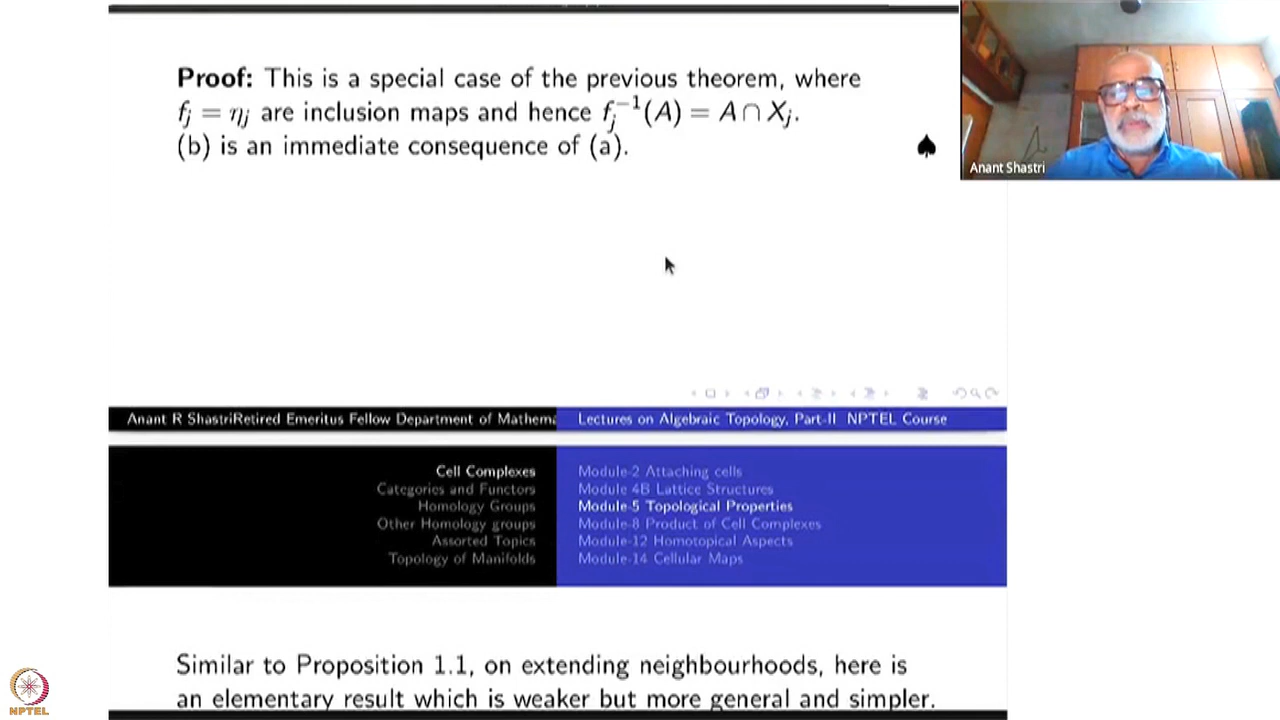 Proof: This is a special case of the previous theorem, where
fⱼ = ηⱼ are inclusion maps and hence fⱼ⁻¹(A) = A ∩ Xⱼ.
(b) is an immediate consequence of (a). ♠
Anant Shastri
Anant R ShastriRetired Emeritus Fellow Department of Mathema
Lectures on Algebraic Topology, Part-II NPTEL Course
Cell Complexes
Categories and Functors
Homology Groups
Other Homology groups
Assorted Topics
Topology of Manifolds
Module-2 Attaching cells
Module 4B Lattice Structures
Module-5 Topological Properties
Module-8 Product of Cell Complexes
Module-12 Homotopical Aspects
Module-14 Cellular Maps
Similar to Proposition 1.1, on extending neighbourhoods, here is
an elementary result which is weaker but more general and simpler.
NPTEL